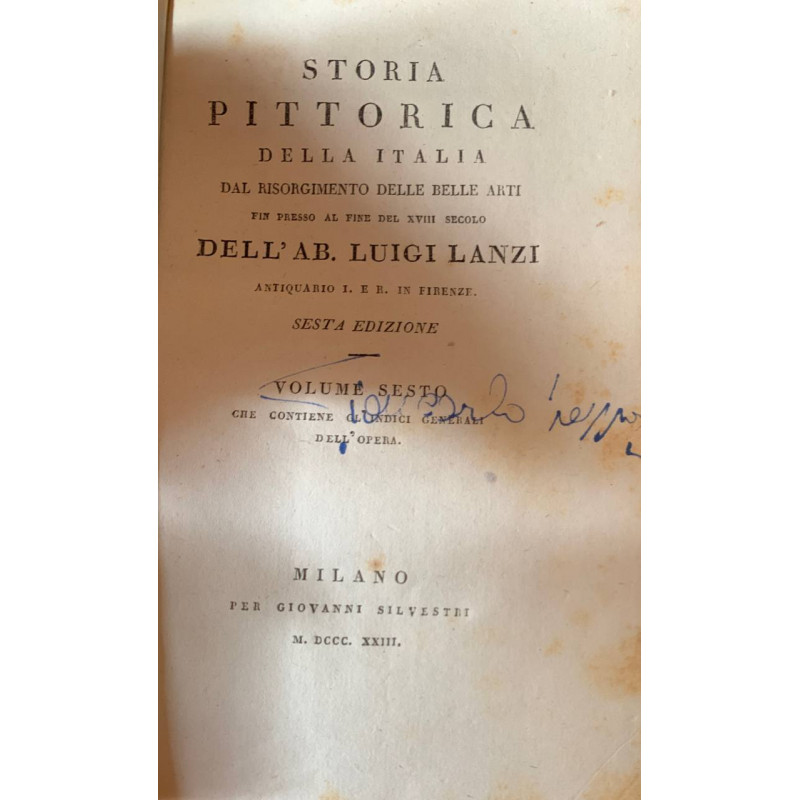 STORIA
PITTORICA
DELLA ITALIA
DAL RISORGIMENTO DELLE BELLE ARTI
FIN PRESSO AL FINE DEL XVIII SECOLO
DELL'AB. LUIGI LANZI
ANTIQUARIO I. E R. IN FIRENZE.
SESTA EDIZIONE
VOLUME SESTO
CHE CONTIENE GL'INDICI GENERALI
DELL'OPERA.
MILANO
PER GIOVANNI SILVESTRI
M. DCCC. XXIII.